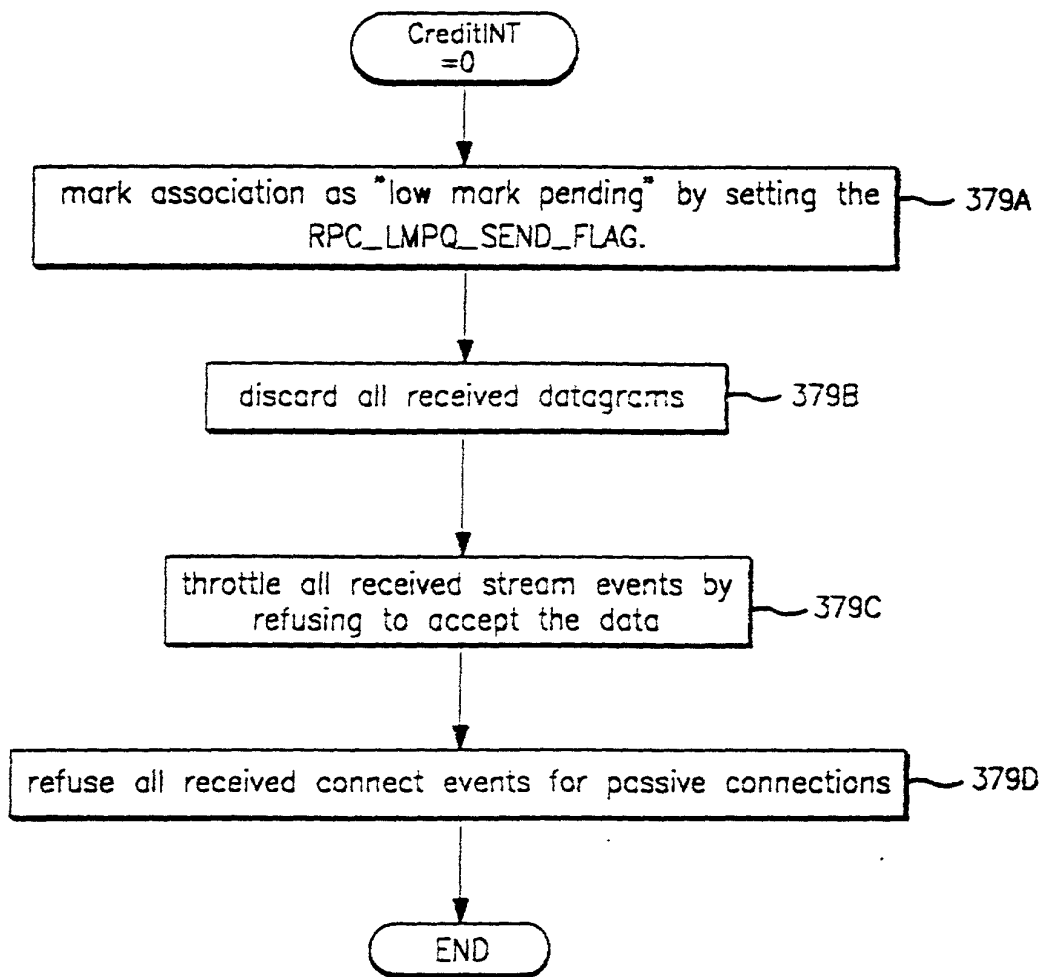 CreditINT
=0
mark association as "low mark pending" by setting the
RPC_LMPQ_SEND_FLAG.
379A
discard all received datagrams
379B
throttle all received stream events by
refusing to accept the data
379C
refuse all received connect events for passive connections
379D
END